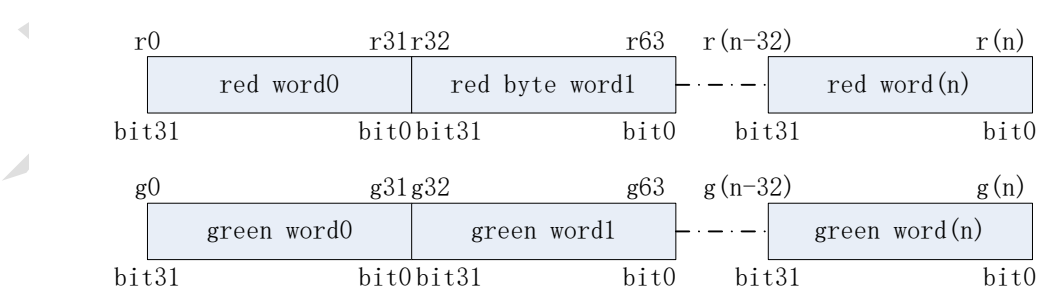 r0 r31 r32 r63 r(n-32) r(n)
red word0 red byte word1 red word(n)
bit31 bit0 bit31 bit0 bit31 bit0
g0 g31 g32 g63 g(n-32) g(n)
green word0 green word1 green word(n)
bit31 bit0 bit31 bit0 bit31 bit0